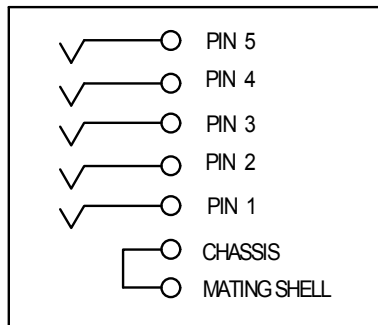 PIN 5
PIN 4
PIN 3
PIN 2
PIN 1
CHASSIS
MATING SHELL